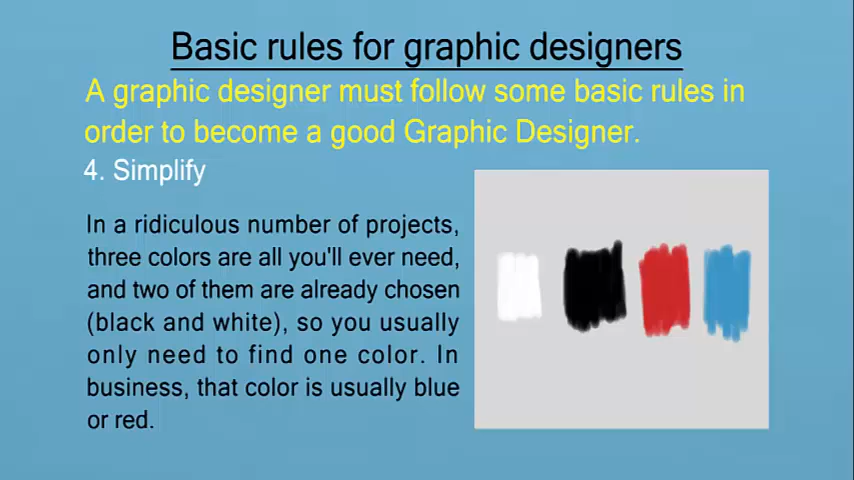 Basic rules for graphic designers
A graphic designer must follow some basic rules in
order to become a good Graphic Designer.
4. Simplify
In a ridiculous number of projects,
three colors are all you'll ever need,
and two of them are already chosen
(black and white), so you usually
only need to find one color. In
business, that color is usually blue
or red.